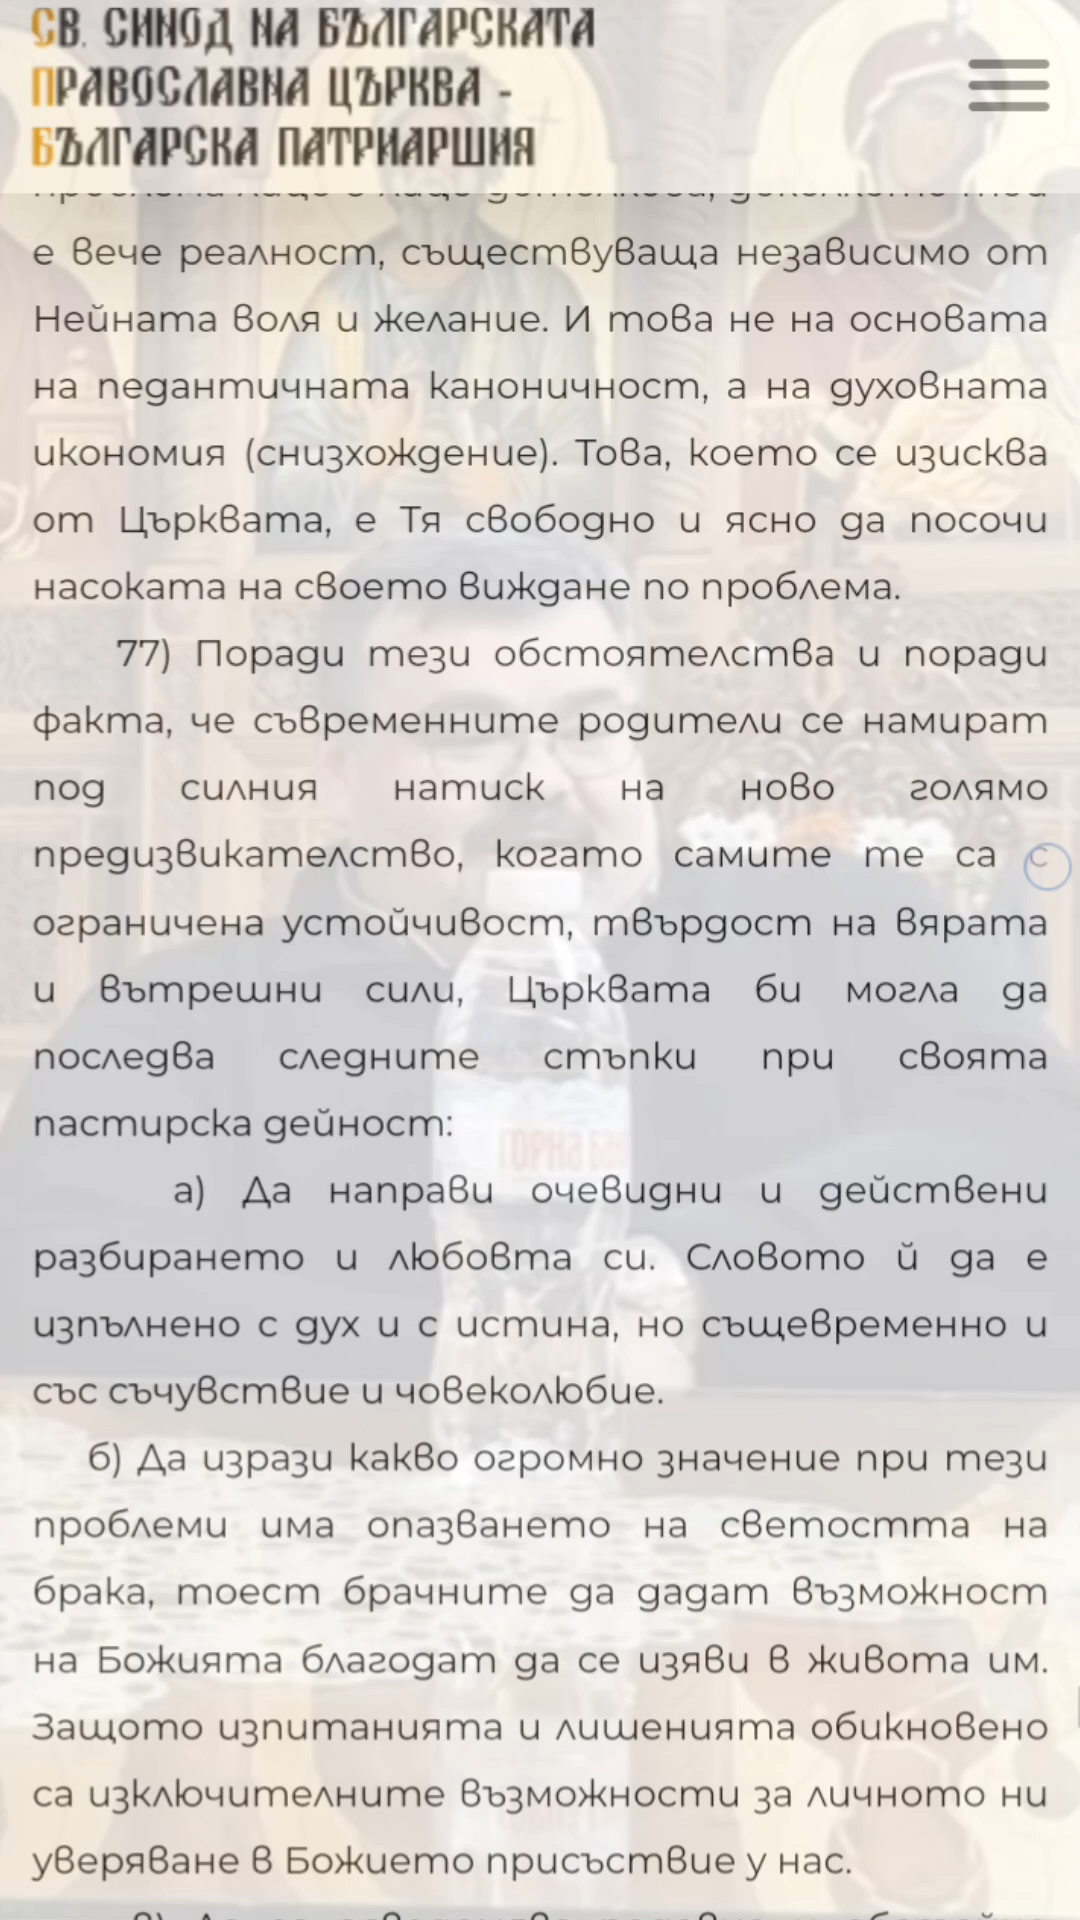 СВ. СИНОД НА БЪЛГАРСКАТА
ПРАВОСЛАВНА ЦЪРКВА -
БЪЛГАРСКА ПАТРИАРШИЯ
е вече реалност, съществуваща независимо от
Нейната воля и желание. И това не на основата
на педантичната каноничност, а на духовната
икономия (снизхождение). Това, което се изисква
от Църквата, е Тя свободно и ясно да посочи
насоката на своето виждане по проблема.
77) Поради тези обстоятелства и поради
факта, че съвременните родители се намират
под силния натиск на ново голямо
предизвикателство, когато самите те са с
ограничена устойчивост, твърдост на вярата
и вътрешни сили, Църквата би могла да
последва следните стъпки при своята
пастирска дейност:
а) Да направи очевидни и действени
разбирането и любовта си. Словото ѝ да е
изпълнено с дух и с истина, но същевременно и
със съчувствие и човеколюбие.
б) Да изрази какво огромно значение при тези
проблеми има опазването на светостта на
брака, тоест брачните да дадат възможност
на Божията благодат да се изяви в живота им.
Защото изпитанията и лишенията обикновено
са изключителните възможности за личното ни
уверяване в Божието присъствие у нас.